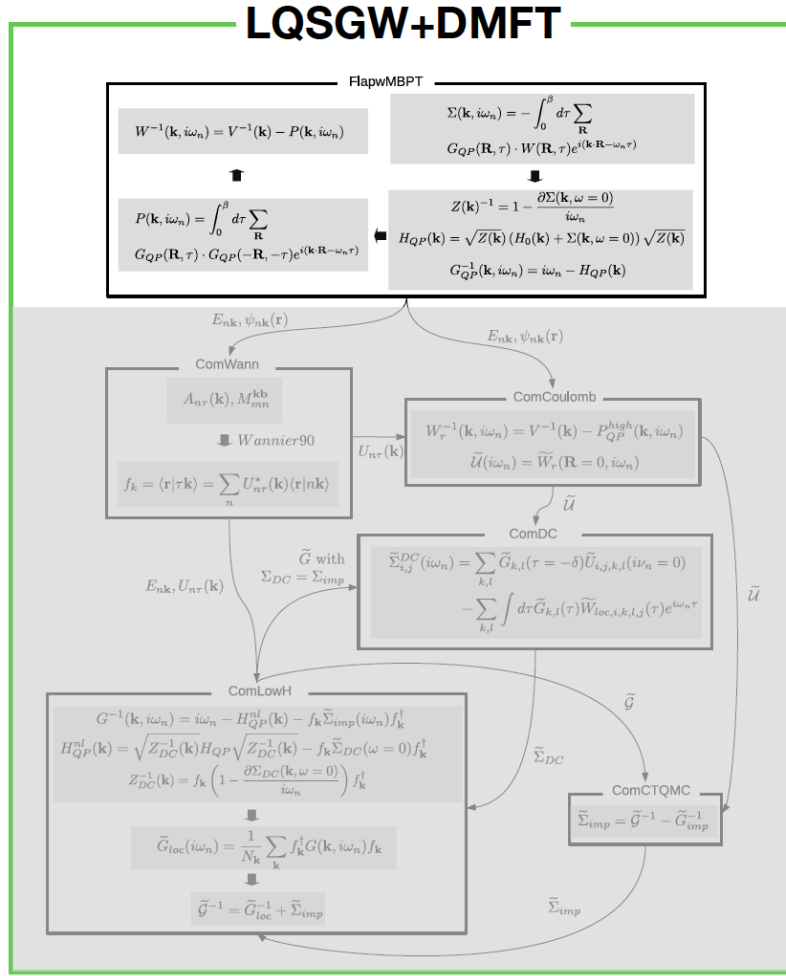 LQSGW+DMFT
FlapwMBPT
W^{-1}(k, iω_n) = V^{-1}(k) − P(k, iω_n)
Σ(k, iω_n) = −∫_0^β dτ Σ_R
G_{QP}(R, τ) · W(R, τ)e^{i(k·R−ω_nτ)}
P(k, iω_n) = ∫_0^β dτ Σ_R
G_{QP}(R, τ) · G_{QP}(−R, −τ)e^{i(k·R−ω_nτ)}
Z(k)^{-1} = 1 − ∂Σ(k, ω = 0)/iω_n
H_{QP}(k) = √Z(k) (H_0(k) + Σ(k, ω = 0)) √Z(k)
G_{QP}^{-1}(k, iω_n) = iω_n − H_{QP}(k)
E_{nk}, ψ_{nk}(r)
E_{nk}, ψ_{nk}(r)
ComWann
A_{nτ}(k), M_{mn}^{kb}
Wannier90
f_k = ⟨r|τk⟩ = Σ_n U*_{nτ}(k)⟨r|nk⟩
U_{nτ}(k)
ComCoulomb
W_r^{-1}(k, iω_n) = V^{-1}(k) − P_{QP}^{high}(k, iω_n)
Ũ(iω_n) = W̃_r(R = 0, iω_n)
Ũ
ComDC
Σ̃_{i,j}^{DC}(iω_n) = Σ_{k,l} G̃_{k,l}(τ = −δ)Ũ_{i,j,k,l}(iν_n = 0)
− Σ_{k,l} ∫ dτ G̃_{k,l}(τ)W̃_{loc,i,k,l,j}(τ)e^{iω_nτ}
G̃ with
Σ_{DC} = Σ_{imp}
E_{nk}, U_{nτ}(k)
Ũ
ComLowH
G^{-1}(k, iω_n) = iω_n − H_{QP}^{nl}(k) − f_kΣ̃_{imp}(iω_n)f_k^†
H_{QP}^{nl}(k) = √Z_{DC}^{-1}(k) H_{QP} √Z_{DC}^{-1}(k) − f_kΣ̃_{DC}(ω = 0)f_k^†
Z_{DC}^{-1}(k) = f_k (1 − ∂Σ_{DC}(k, ω = 0)/iω_n) f_k^†
G̃_{loc}(iω_n) = 1/N_k Σ_k f_k^† G(k, iω_n)f_k
𝒢̃^{-1} = G̃_{loc}^{-1} + Σ̃_{imp}
Σ̃_{DC}
𝒢̃
ComCTQMC
Σ̃_{imp} = 𝒢̃^{-1} − G̃_{imp}^{-1}
Σ̃_{imp}